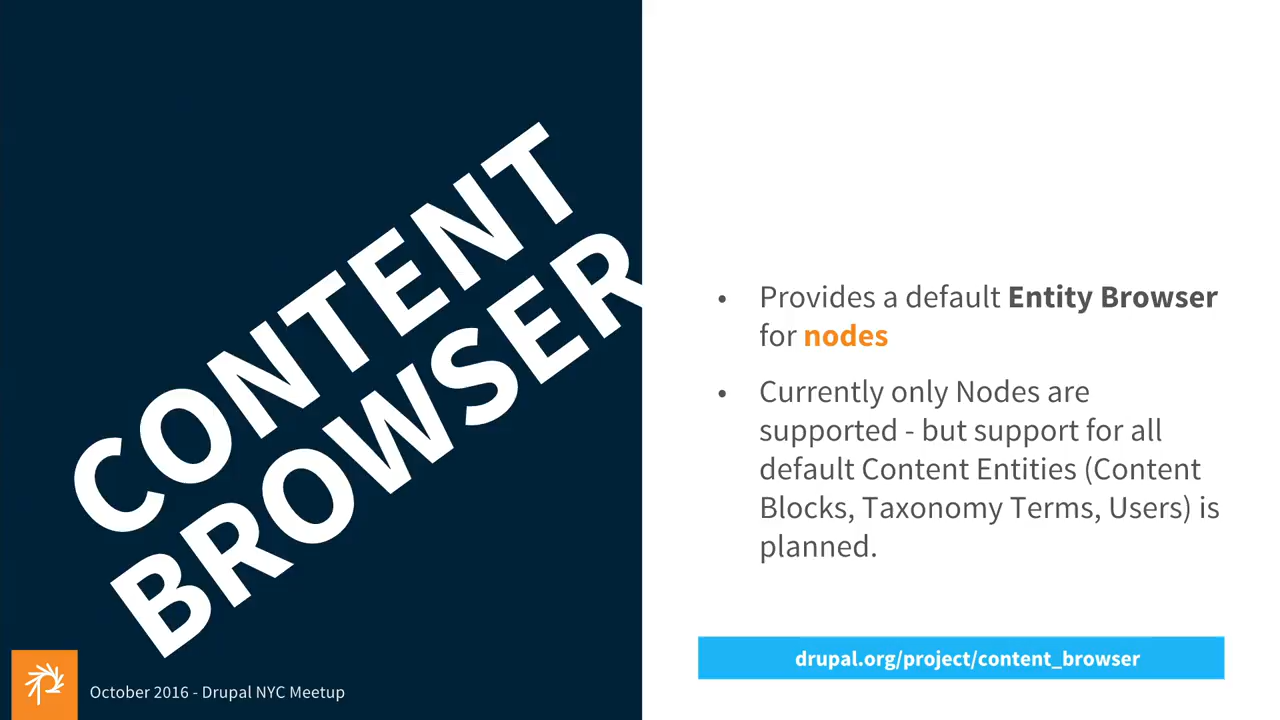 CONTENT
BROWSER
• Provides a default Entity Browser
for nodes
• Currently only Nodes are
supported - but support for all
default Content Entities (Content
Blocks, Taxonomy Terms, Users) is
planned.
drupal.org/project/content_browser
October 2016 - Drupal NYC Meetup